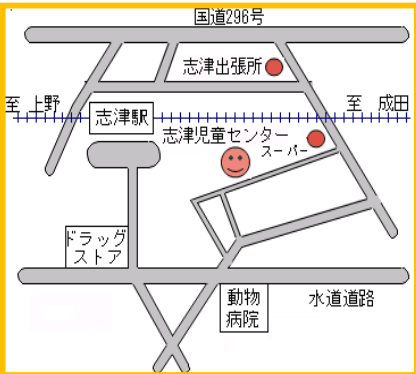 国道296号
志津出張所
至 上野
至 成田
志津駅
志津児童センター
スーパー
ドラッグ
ストア
動物
病院
水道道路